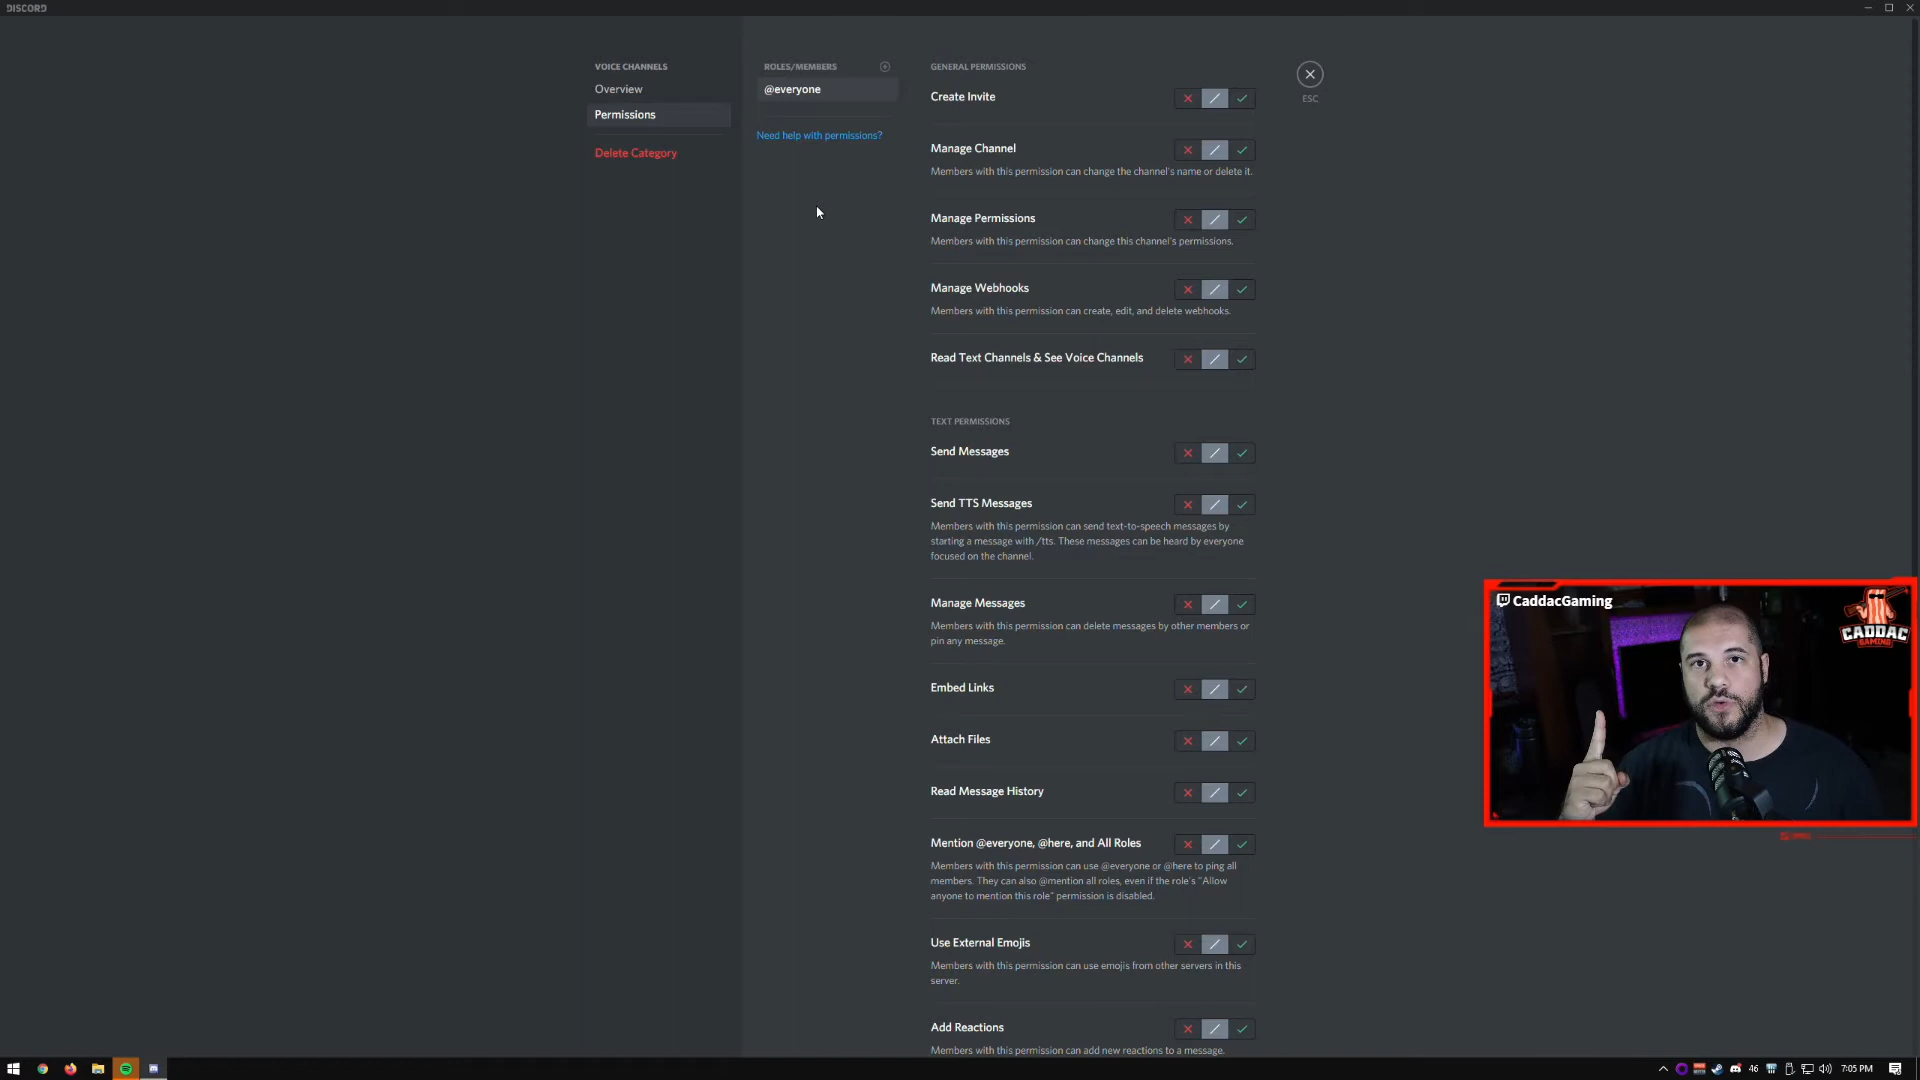 DISCORD
VOICE CHANNELS
Overview
Permissions
Delete Category
ROLES/MEMBERS
@everyone
Need help with permissions?
GENERAL PERMISSIONS
Create Invite
Manage Channel
Members with this permission can change the channel's name or delete it.
Manage Permissions
Members with this permission can change this channel's permissions.
Manage Webhooks
Members with this permission can create, edit, and delete webhooks.
Read Text Channels & See Voice Channels
TEXT PERMISSIONS
Send Messages
Send TTS Messages
Members with this permission can send text-to-speech messages by
starting a message with /tts. These messages can be heard by everyone
focused on the channel.
Manage Messages
Members with this permission can delete messages by other members or
pin any message.
Embed Links
Attach Files
Read Message History
Mention @everyone, @here, and All Roles
Members with this permission can use @everyone or @here to ping all
members. They can also @mention all roles, even if the role's "Allow
anyone to mention this role" permission is disabled.
Use External Emojis
Members with this permission can use emojis from other servers in this
server.
Add Reactions
Members with this permission can add new reactions to a message.
ESC
CaddacGaming
CADDAC
GAMING
46
7:05 PM